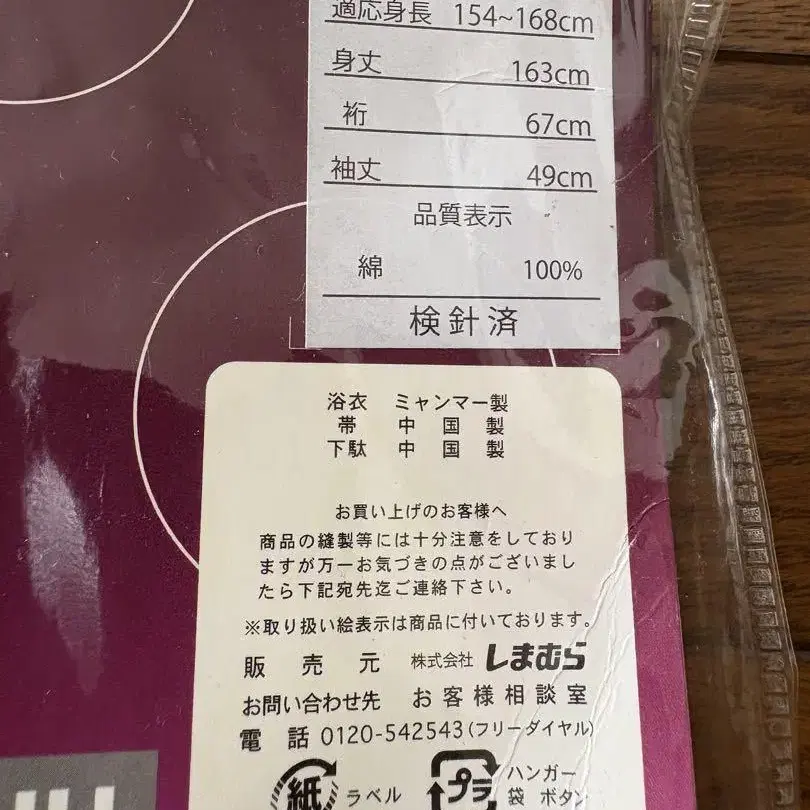 適応身長 154~168cm
身丈 163cm
裄 67cm
袖丈 49cm
品質表示
綿 100%
検針済
浴衣 ミャンマー製
帯 中国製
下駄 中国製
お買い上げのお客様へ
商品の縫製等には十分注意をしており
ますが万一お気づきの点がございまし
たら下記宛先迄ご連絡下さい。
※取り扱い絵表示は商品に付いております。
販売元 株式会社 しまむら
お問い合わせ先 お客様相談室
電話 0120-542543(フリーダイヤル)
紙 ラベル プラ ハンガー
袋 ボタン